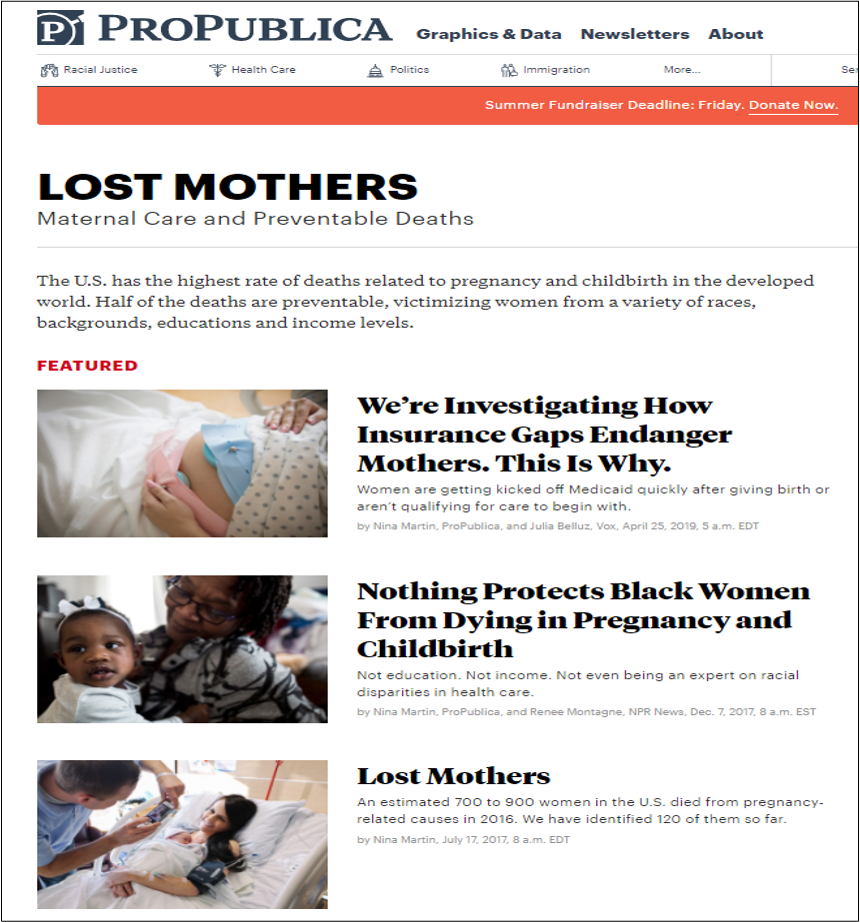 PROPUBLICA Graphics & Data Newsletters About
Racial Justice Health Care Politics Immigration More...
Summer Fundraiser Deadline: Friday. Donate Now.
LOST MOTHERS
Maternal Care and Preventable Deaths
The U.S. has the highest rate of deaths related to pregnancy and childbirth in the developed
world. Half of the deaths are preventable, victimizing women from a variety of races,
backgrounds, educations and income levels.
FEATURED
We’re Investigating How
Insurance Gaps Endanger
Mothers. This Is Why.
Women are getting kicked off Medicaid quickly after giving birth or
aren’t qualifying for care to begin with.
by Nina Martin, ProPublica, and Julia Belluz, Vox, April 25, 2019, 5 a.m. EDT
Nothing Protects Black Women
From Dying in Pregnancy and
Childbirth
Not education. Not income. Not even being an expert on racial
disparities in health care.
by Nina Martin, ProPublica, and Renee Montagne, NPR News, Dec. 7, 2017, 8 a.m. EST
Lost Mothers
An estimated 700 to 900 women in the U.S. died from pregnancy-
related causes in 2016. We have identified 120 of them so far.
by Nina Martin, July 17, 2017, 8 a.m. EDT